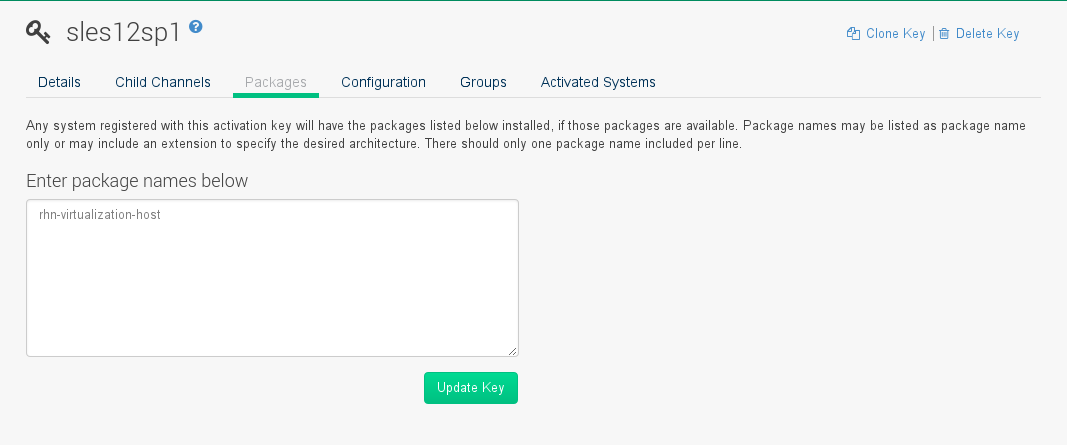 sles12sp1
Clone Key | Delete Key
Details Child Channels Packages Configuration Groups Activated Systems
Any system registered with this activation key will have the packages listed below installed, if those packages are available. Package names may be listed as package name
only or may include an extension to specify the desired architecture. There should only one package name included per line.
Enter package names below
rhn-virtualization-host
Update Key